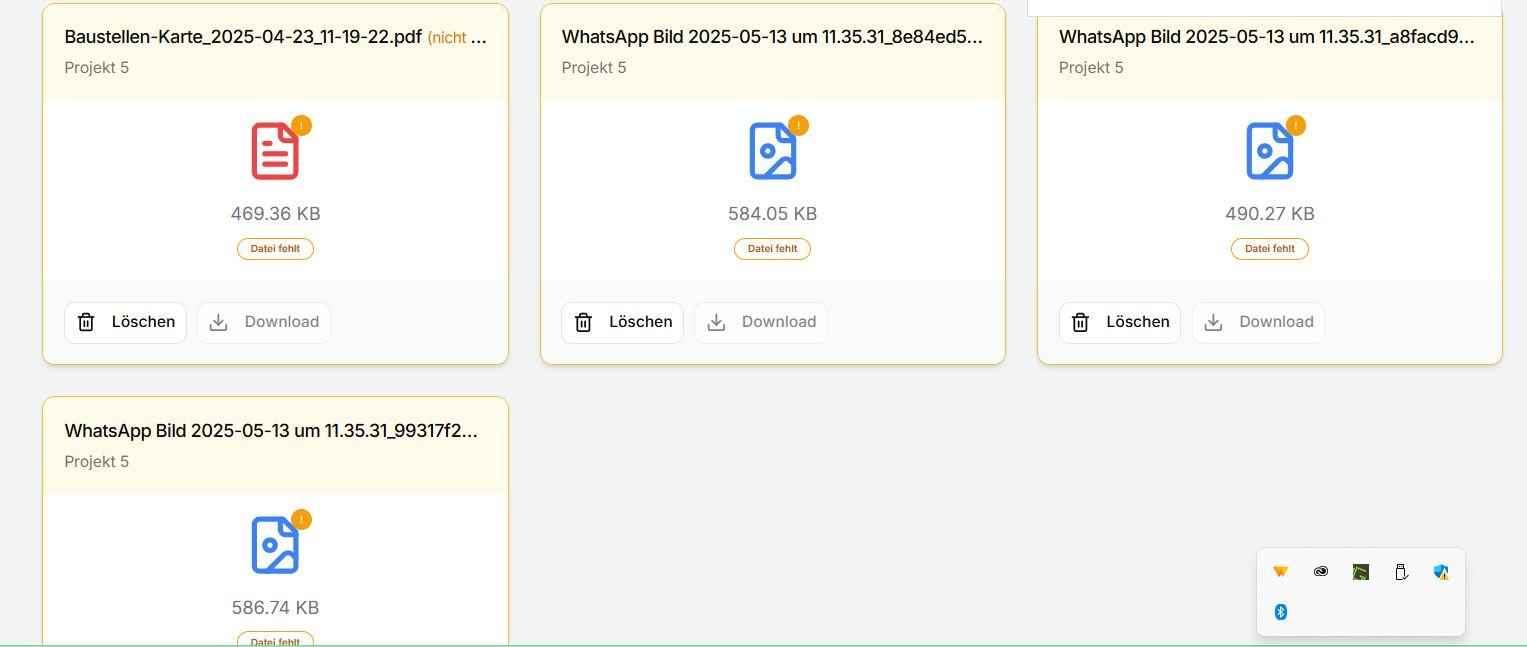 Baustellen-Karte_2025-04-23_11-19-22.pdf (nicht ...
Projekt 5
469.36 KB
Datei fehlt
Löschen
Download
WhatsApp Bild 2025-05-13 um 11.35.31_8e84ed5...
Projekt 5
584.05 KB
Datei fehlt
Löschen
Download
WhatsApp Bild 2025-05-13 um 11.35.31_a8facd9...
Projekt 5
490.27 KB
Datei fehlt
Löschen
Download
WhatsApp Bild 2025-05-13 um 11.35.31_99317f2...
Projekt 5
586.74 KB
Datei fehlt